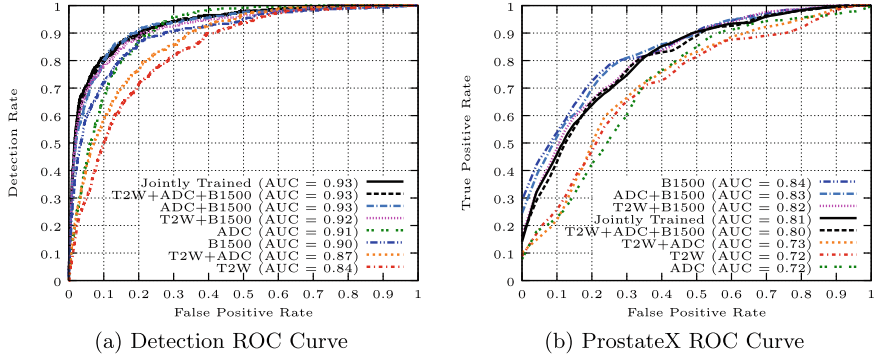 1
0.9
0.8
0.7
0.6
0.5
0.4
0.3
0.2
0.1
0
Detection Rate
Jointly Trained (AUC = 0.93)
T2W+ADC+B1500 (AUC = 0.93)
ADC+B1500 (AUC = 0.93)
T2W+B1500 (AUC = 0.92)
ADC (AUC = 0.91)
B1500 (AUC = 0.90)
T2W+ADC (AUC = 0.87)
T2W (AUC = 0.84)
0 0.1 0.2 0.3 0.4 0.5 0.6 0.7 0.8 0.9 1
False Positive Rate
(a) Detection ROC Curve
1
0.9
0.8
0.7
0.6
0.5
0.4
0.3
0.2
0.1
0
True Positive Rate
B1500 (AUC = 0.84)
ADC+B1500 (AUC = 0.83)
T2W+B1500 (AUC = 0.82)
Jointly Trained (AUC = 0.81)
T2W+ADC+B1500 (AUC = 0.80)
T2W+ADC (AUC = 0.73)
T2W (AUC = 0.72)
ADC (AUC = 0.72)
0 0.1 0.2 0.3 0.4 0.5 0.6 0.7 0.8 0.9 1
False Positive Rate
(b) ProstateX ROC Curve